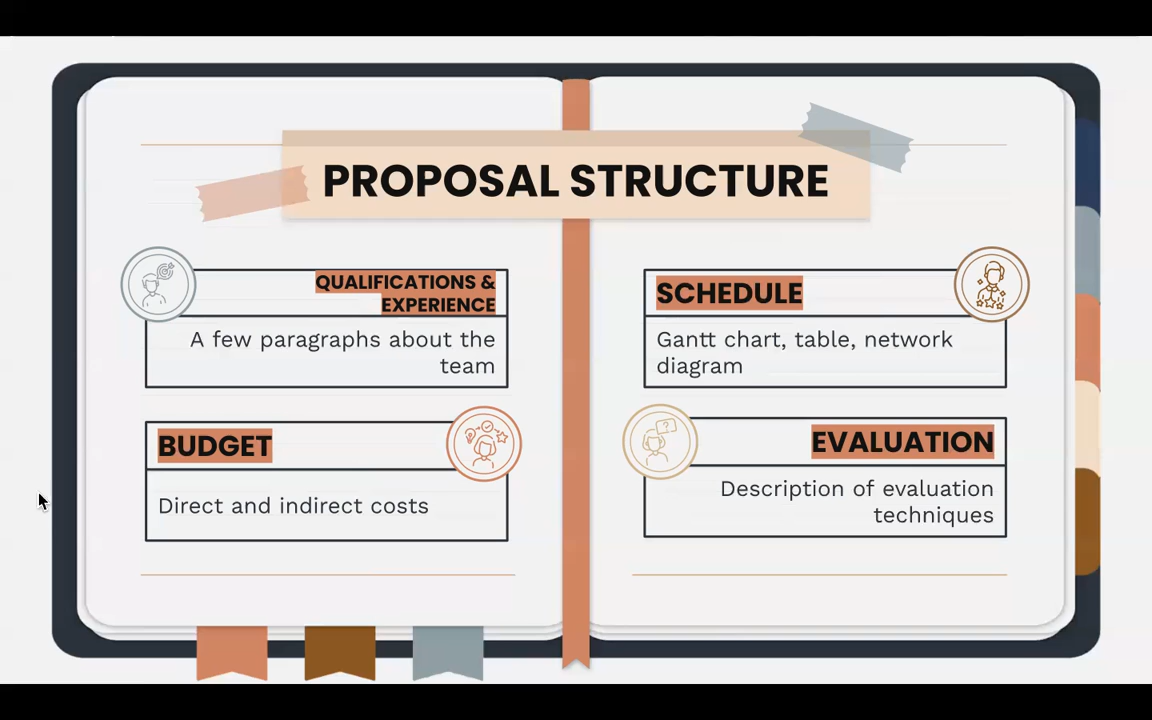 PROPOSAL STRUCTURE
QUALIFICATIONS &
EXPERIENCE
A few paragraphs about the
team
BUDGET
Direct and indirect costs
SCHEDULE
Gantt chart, table, network
diagram
EVALUATION
Description of evaluation
techniques